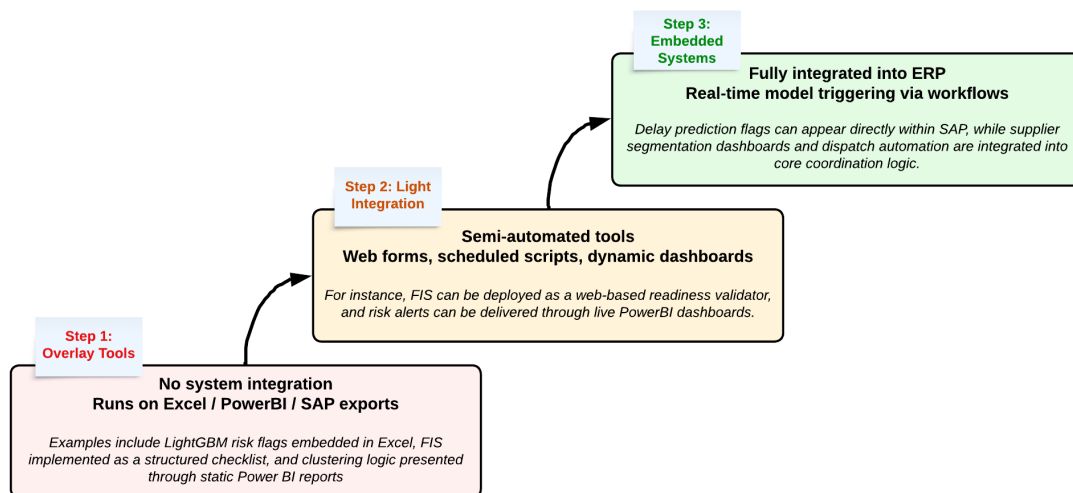 Step 3:
Embedded
Systems
Fully integrated into ERP
Real-time model triggering via workflows
Delay prediction flags can appear directly within SAP, while supplier
segmentation dashboards and dispatch automation are integrated into
core coordination logic.
Step 2: Light
Integration
Semi-automated tools
Web forms, scheduled scripts, dynamic dashboards
For instance, FIS can be deployed as a web-based readiness validator,
and risk alerts can be delivered through live PowerBI dashboards.
Step 1:
Overlay Tools
No system integration
Runs on Excel / PowerBI / SAP exports
Examples include LightGBM risk flags embedded in Excel, FIS
implemented as a structured checklist, and clustering logic presented
through static Power BI reports